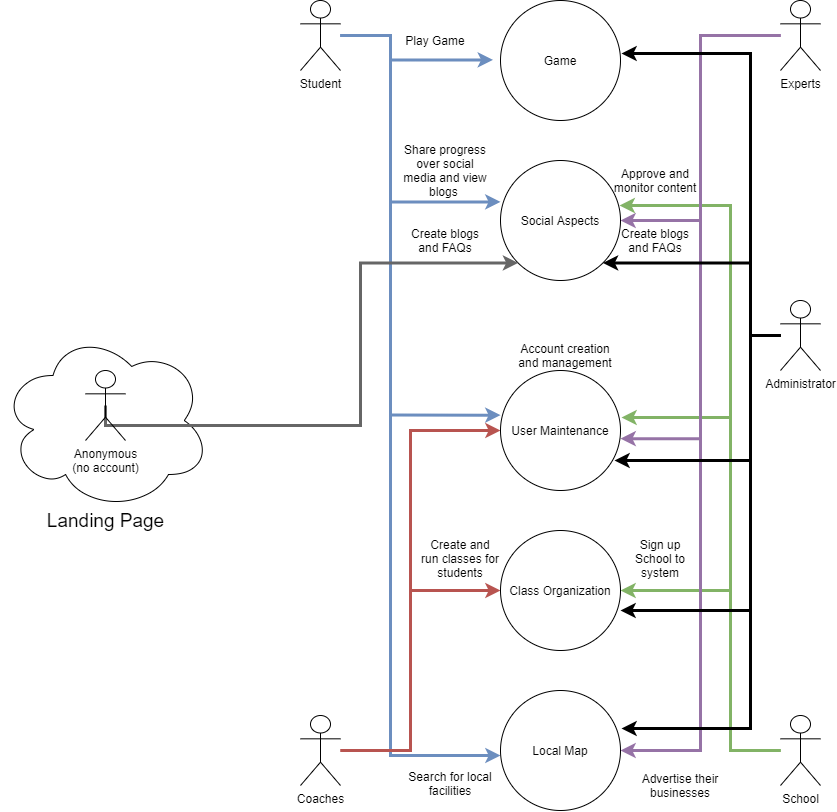 Play Game
Game
Student
Experts
Share progress
over social
media and view
blogs
Approve and
monitor content
Social Aspects
Create blogs
and FAQs
Create blogs
and FAQs
Account creation
and management
Administrator
User Maintenance
Anonymous
(no account)
Landing Page
Create and
run classes for
students
Sign up
School to
system
Class Organization
Local Map
Search for local
facilities
Advertise their
businesses
Coaches
School